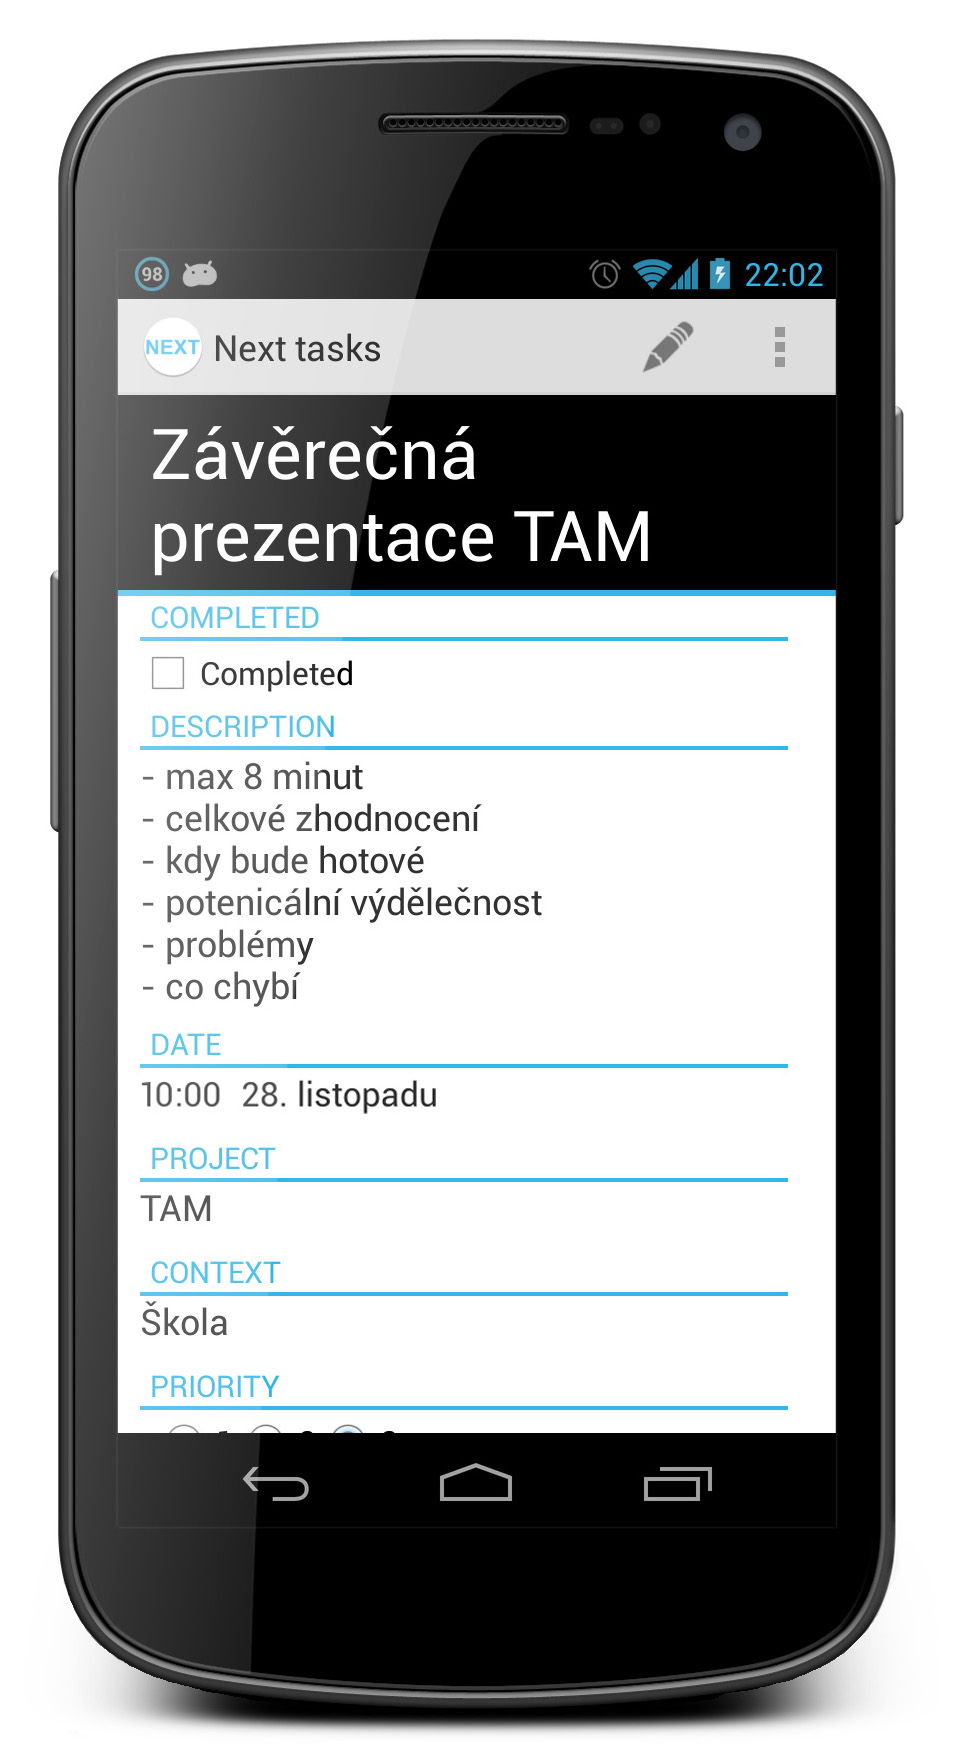 98
22:02
NEXT Next tasks
Závěrečná
prezentace TAM
COMPLETED
Completed
DESCRIPTION
- max 8 minut
- celkové zhodnocení
- kdy bude hotové
- potenicální výdělečnost
- problémy
- co chybí
DATE
10:00 28. listopadu
PROJECT
TAM
CONTEXT
Škola
PRIORITY